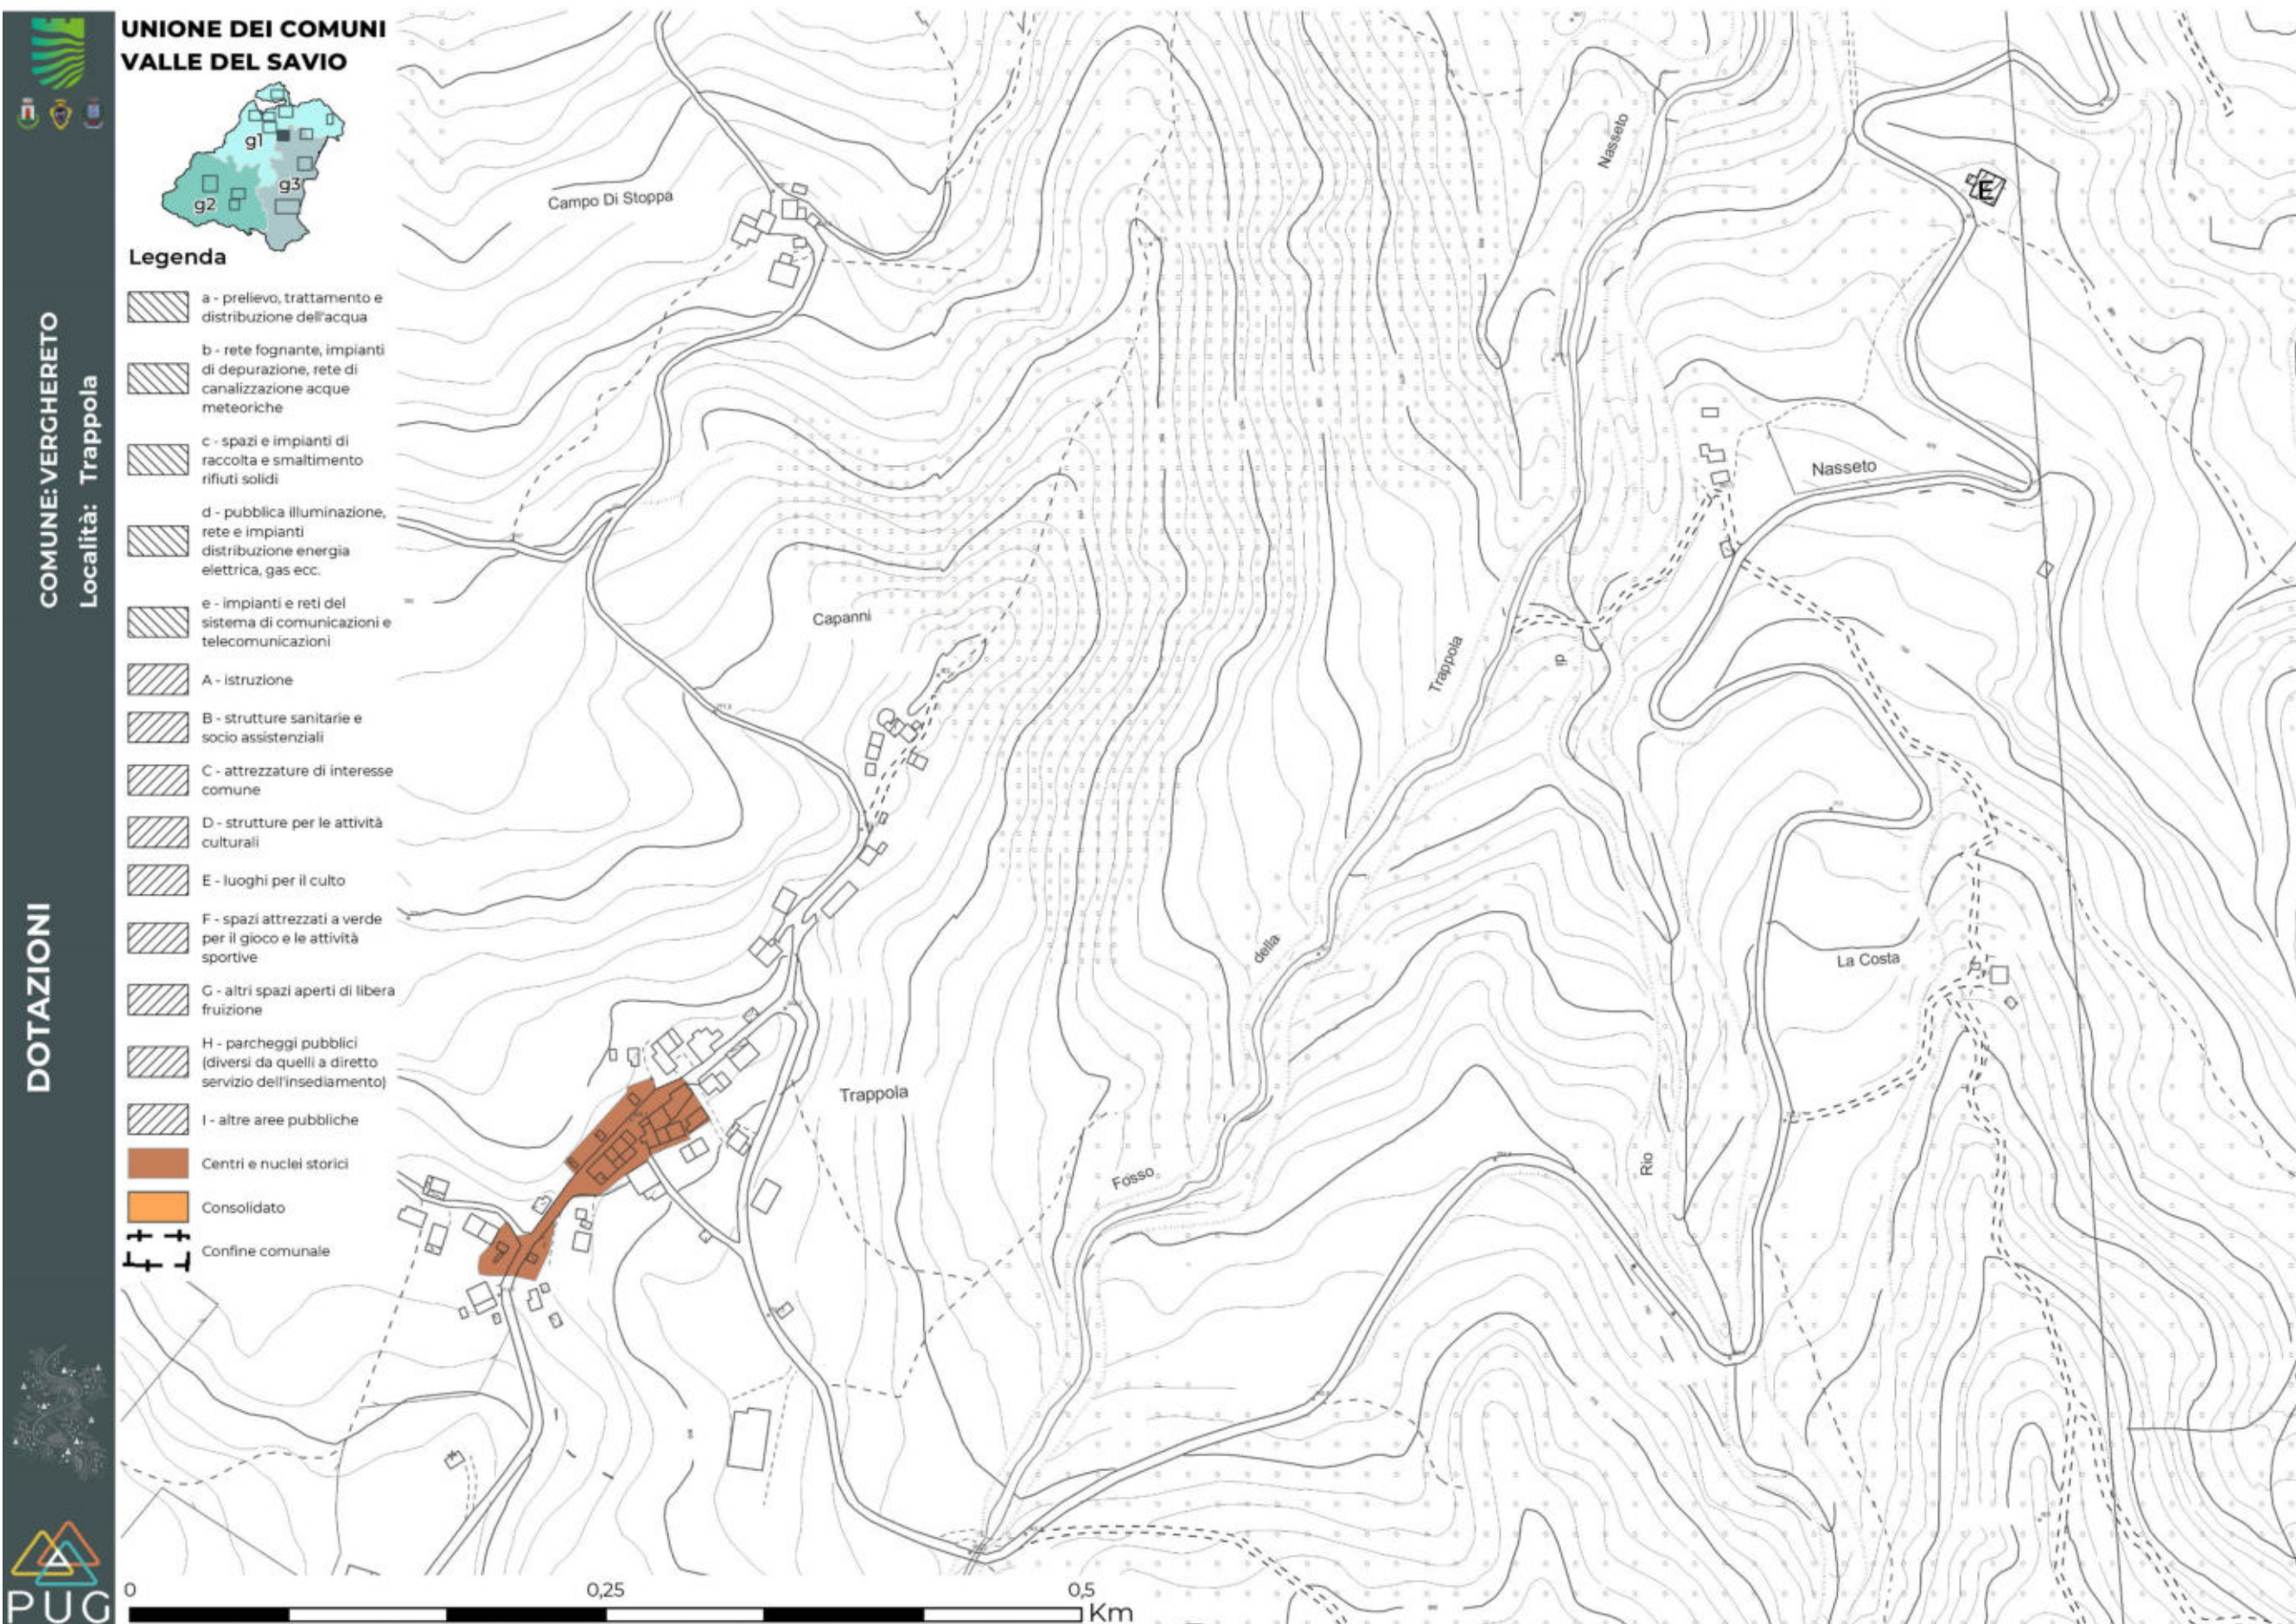 UNIONE DEI COMUNI
VALLE DEL SAVIO
g1
g2
g3
Legenda
a - prelievo, trattamento e
distribuzione dell'acqua
b - rete fognante, impianti
di depurazione, rete di
canalizzazione acque
meteoriche
c - spazi e impianti di
raccolta e smaltimento
rifiuti solidi
d - pubblica illuminazione,
rete e impianti
distribuzione energia
elettrica, gas ecc.
e - impianti e reti del
sistema di comunicazioni e
telecomunicazioni
A - istruzione
B - strutture sanitarie e
socio assistenziali
C - attrezzature di interesse
comune
D - strutture per le attività
culturali
E - luoghi per il culto
F - spazi attrezzati a verde
per il gioco e le attività
sportive
G - altri spazi aperti di libera
fruizione
H - parcheggi pubblici
(diversi da quelli a diretto
servizio dell'insediamento)
I - altre aree pubbliche
Centri e nuclei storici
Consolidato
Confine comunale
COMUNE: VERGHERETO
Località: Trappola
DOTAZIONI
PUG
Campo Di Stoppa
Nasseto
E
Nasseto
Capanni
Trappola
di
della
La Costa
Trappola
Fosso
Rio
0
0,25
0,5
Km